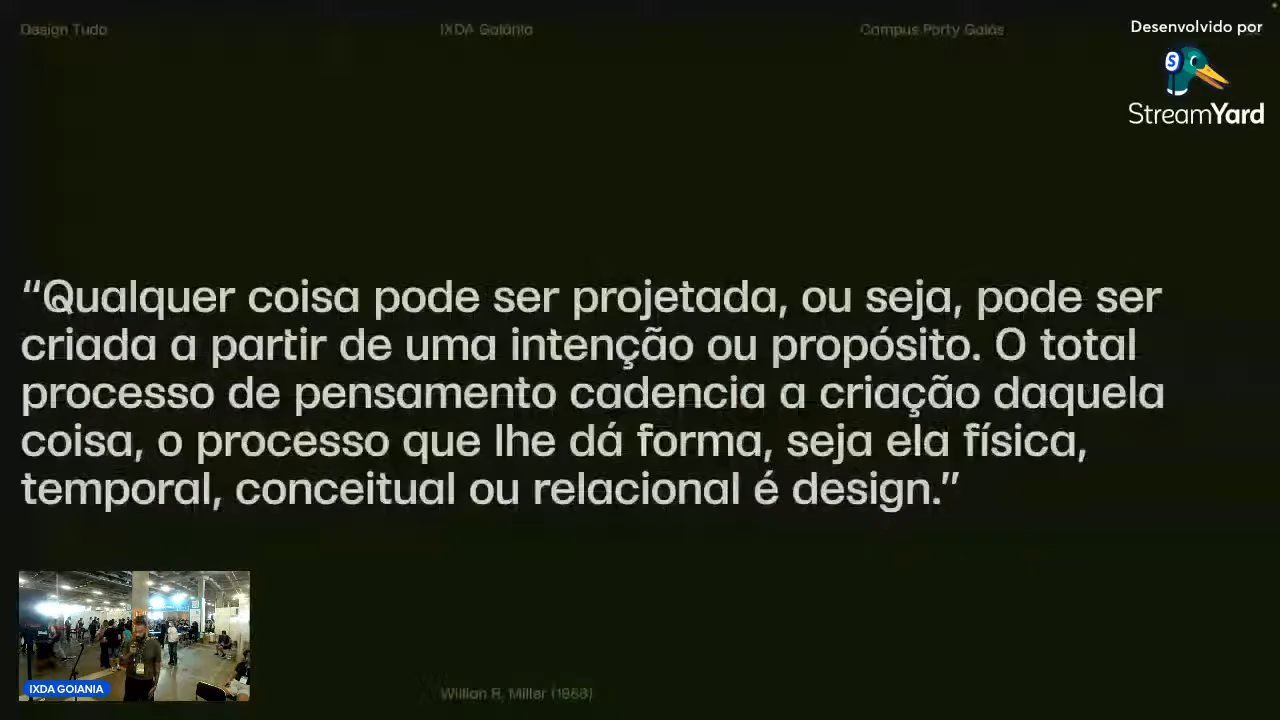 Design Tudo
IXDA Goiânia
Campus Party Goiás
Desenvolvido por
S
StreamYard
“Qualquer coisa pode ser projetada, ou seja, pode ser
criada a partir de uma intenção ou propósito. O total
processo de pensamento cadencia a criação daquela
coisa, o processo que lhe dá forma, seja ela física,
temporal, conceitual ou relacional é design.”
IXDA GOIANIA
Willian R. Miller (1988)